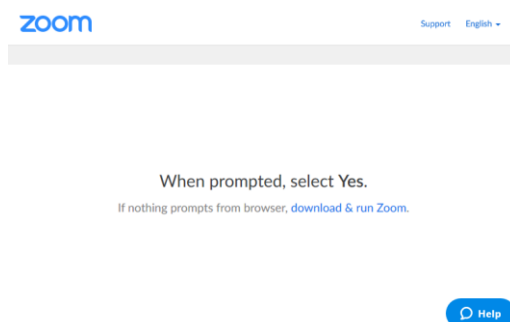 zoom
Support English
When prompted, select Yes.
If nothing prompts from browser, download & run Zoom.
Help